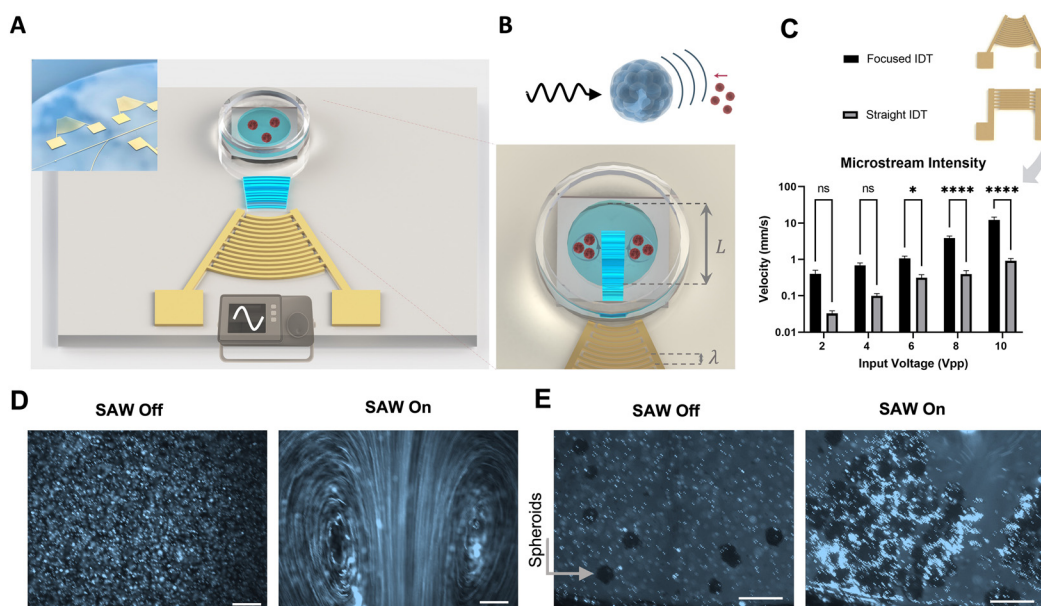 A
B
C
Focused IDT
Straight IDT
L
λ
Microstream Intensity
Velocity (mm/s)
100
10
1
0.1
0.01
ns
ns
*
****
****
2
4
6
8
10
Input Voltage (Vpp)
D
SAW Off
SAW On
E
SAW Off
SAW On
Spheroids